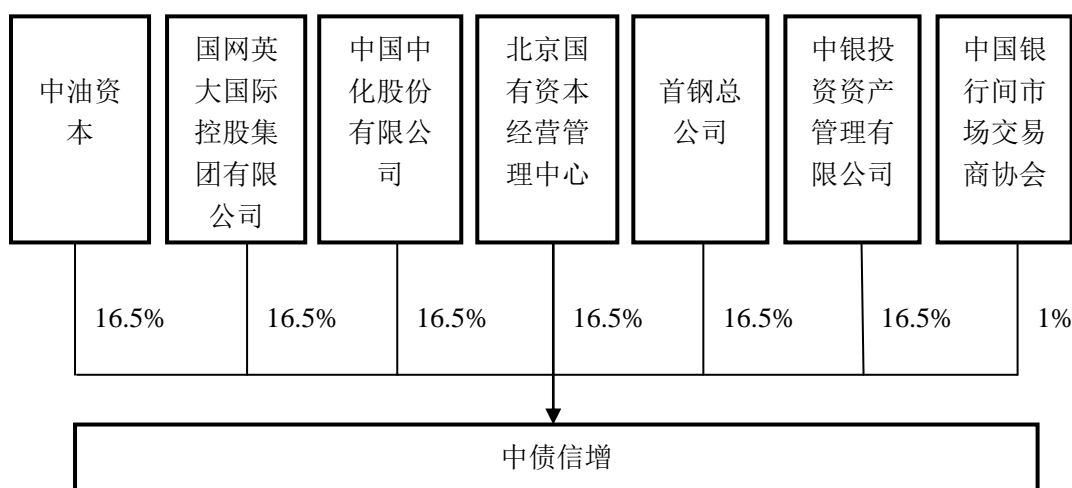 中油资
本
国网英
大国际
控股集
团有限
公司
中国中
化股份
有限公
司
北京国
有资本
经营管
理中心
首钢总
公司
中银投
资资产
管理有
限公司
中国银
行间市
场交易
商协会
16.5%
16.5%
16.5%
16.5%
16.5%
16.5%
1%
中债信增